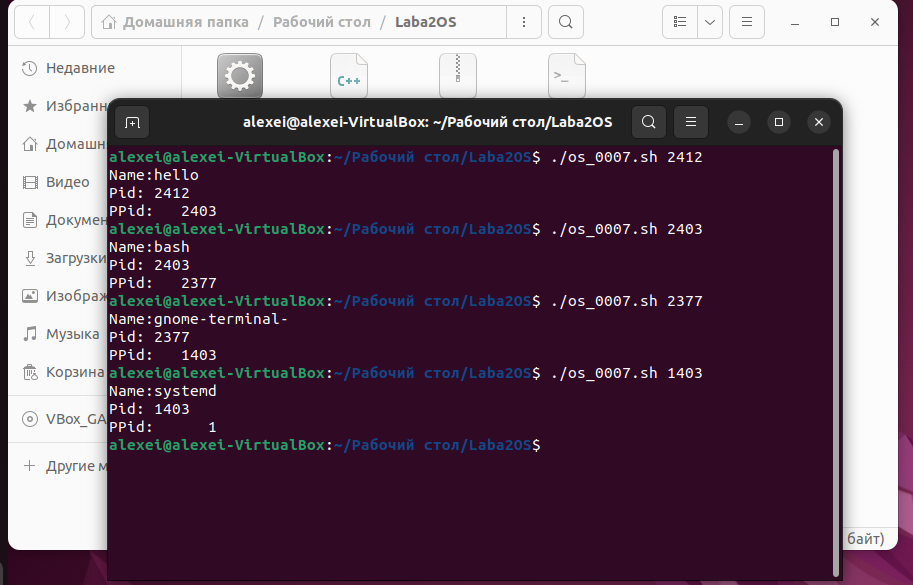 Домашняя папка / Рабочий стол / Laba2OS
Недавние
C++
>_
Избранн
Домашн
Видео
Докумен
Загрузки
Изображ
Музыка
Корзина
VBox_GA
Другие м
alexei@alexei-VirtualBox: ~/Рабочий стол/Laba2OS
alexei@alexei-VirtualBox:~/Рабочий стол/Laba2OS$ ./os_0007.sh 2412
Name:hello
Pid: 2412
PPid:   2403
alexei@alexei-VirtualBox:~/Рабочий стол/Laba2OS$ ./os_0007.sh 2403
Name:bash
Pid: 2403
PPid:   2377
alexei@alexei-VirtualBox:~/Рабочий стол/Laba2OS$ ./os_0007.sh 2377
Name:gnome-terminal-
Pid: 2377
PPid:   1403
alexei@alexei-VirtualBox:~/Рабочий стол/Laba2OS$ ./os_0007.sh 1403
Name:systemd
Pid: 1403
PPid:      1
alexei@alexei-VirtualBox:~/Рабочий стол/Laba2OS$
байт)